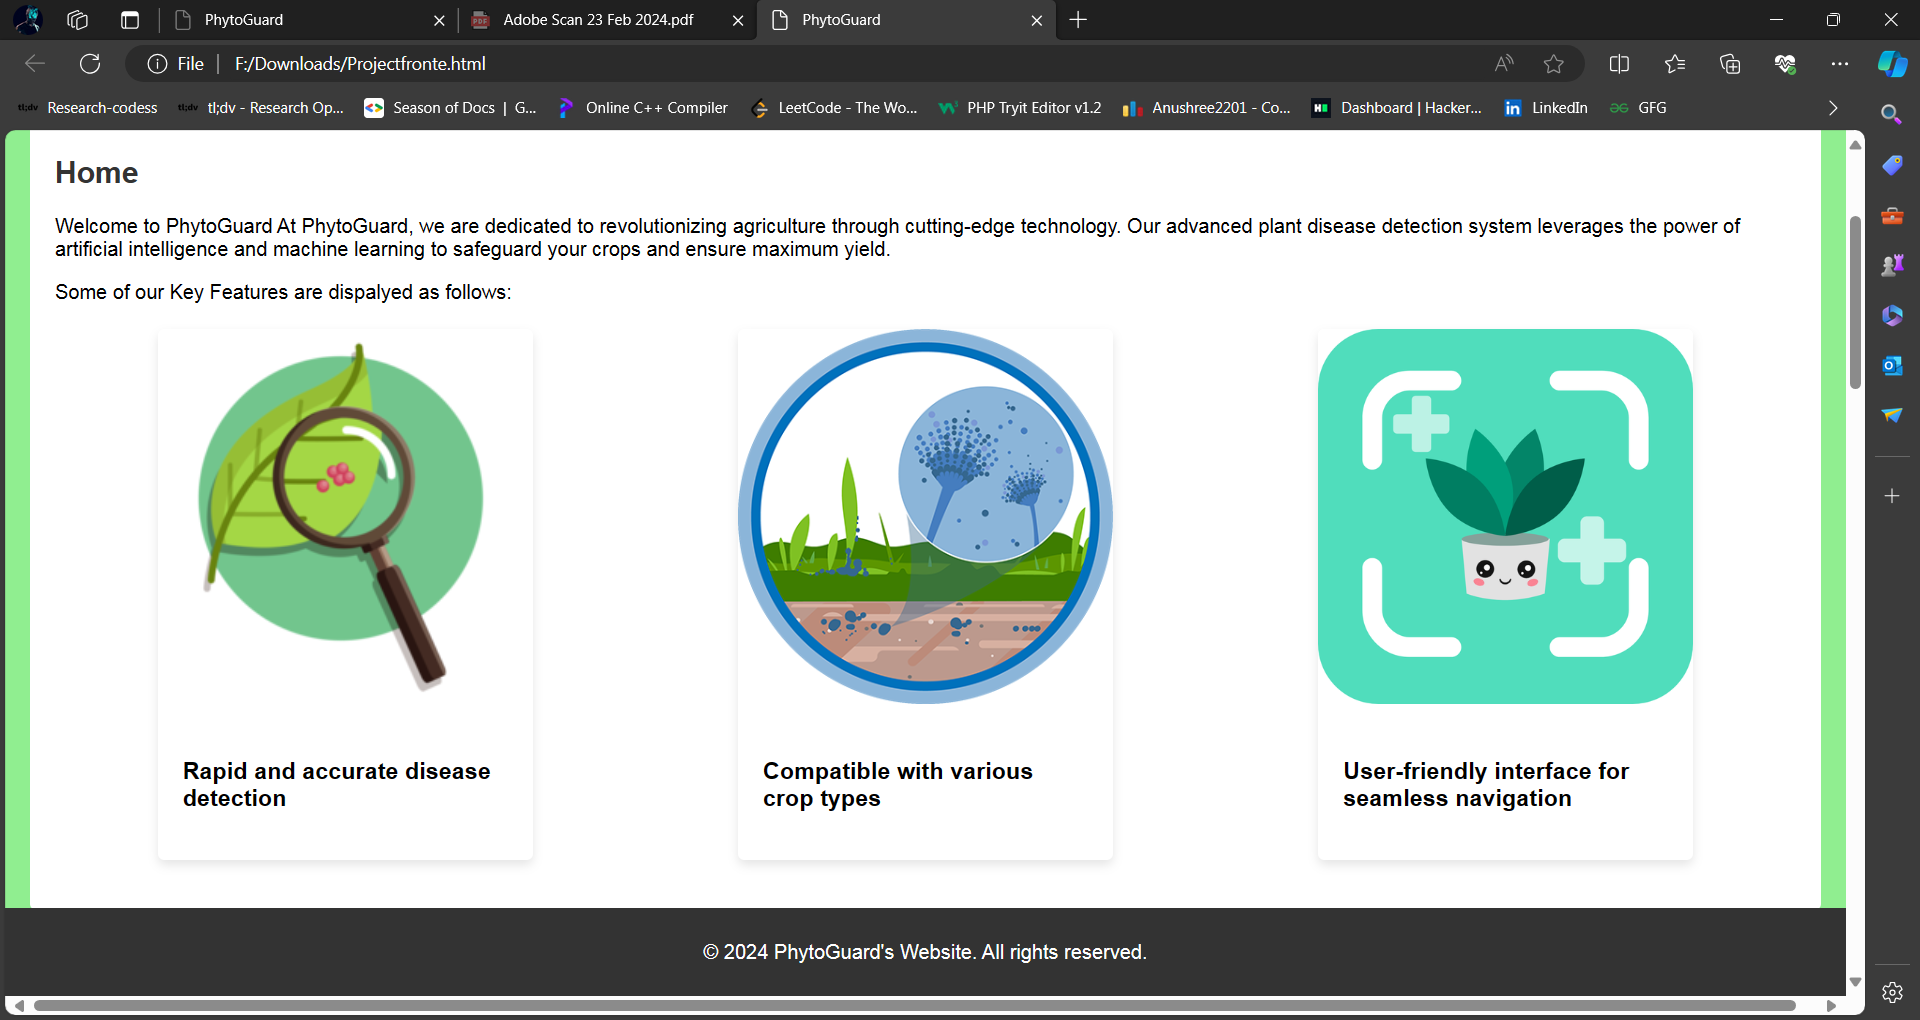 PhytoGuard
Adobe Scan 23 Feb 2024.pdf
PhytoGuard
File
F:/Downloads/Projectfronte.html
tl;dv Research-codess
tl;dv tl;dv - Research Op...
Season of Docs | G...
Online C++ Compiler
LeetCode - The Wo...
PHP Tryit Editor v1.2
Anushree2201 - Co...
Dashboard | Hacker...
LinkedIn
GFG
Home
Welcome to PhytoGuard At PhytoGuard, we are dedicated to revolutionizing agriculture through cutting-edge technology. Our advanced plant disease detection system leverages the power of
artificial intelligence and machine learning to safeguard your crops and ensure maximum yield.
Some of our Key Features are dispalyed as follows:
Rapid and accurate disease
detection
Compatible with various
crop types
User-friendly interface for
seamless navigation
© 2024 PhytoGuard's Website. All rights reserved.